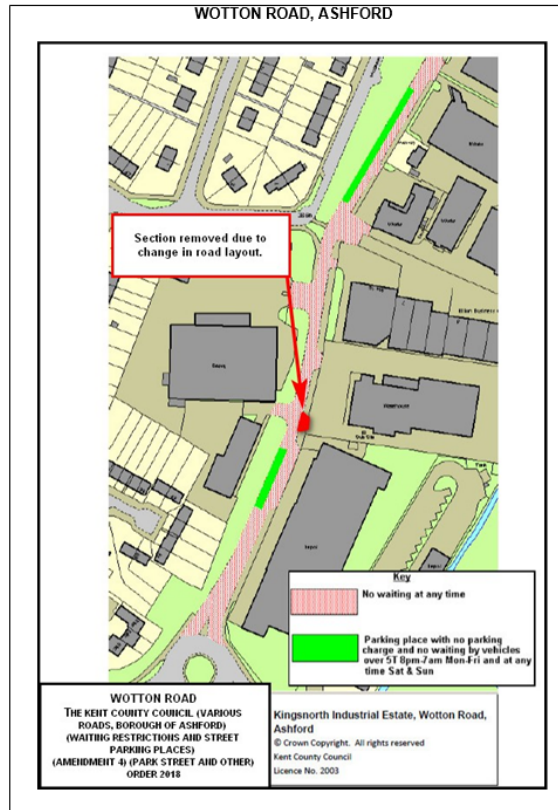 WOTTON ROAD, ASHFORD
Section removed due to
change in road layout.
Warehouse
Key
No waiting at any time
Parking place with no parking
charge and no waiting by vehicles
over 5T 8pm-7am Mon-Fri and at any
time Sat & Sun
WOTTON ROAD
THE KENT COUNTY COUNCIL (VARIOUS
ROADS, BOROUGH OF ASHFORD)
(WAITING RESTRICTIONS AND STREET
PARKING PLACES)
(AMENDMENT 4) (PARK STREET AND OTHER)
ORDER 2018
Kingsnorth Industrial Estate, Wotton Road,
Ashford
© Crown Copyright. All rights reserved
Kent County Council
Licence No. 2003